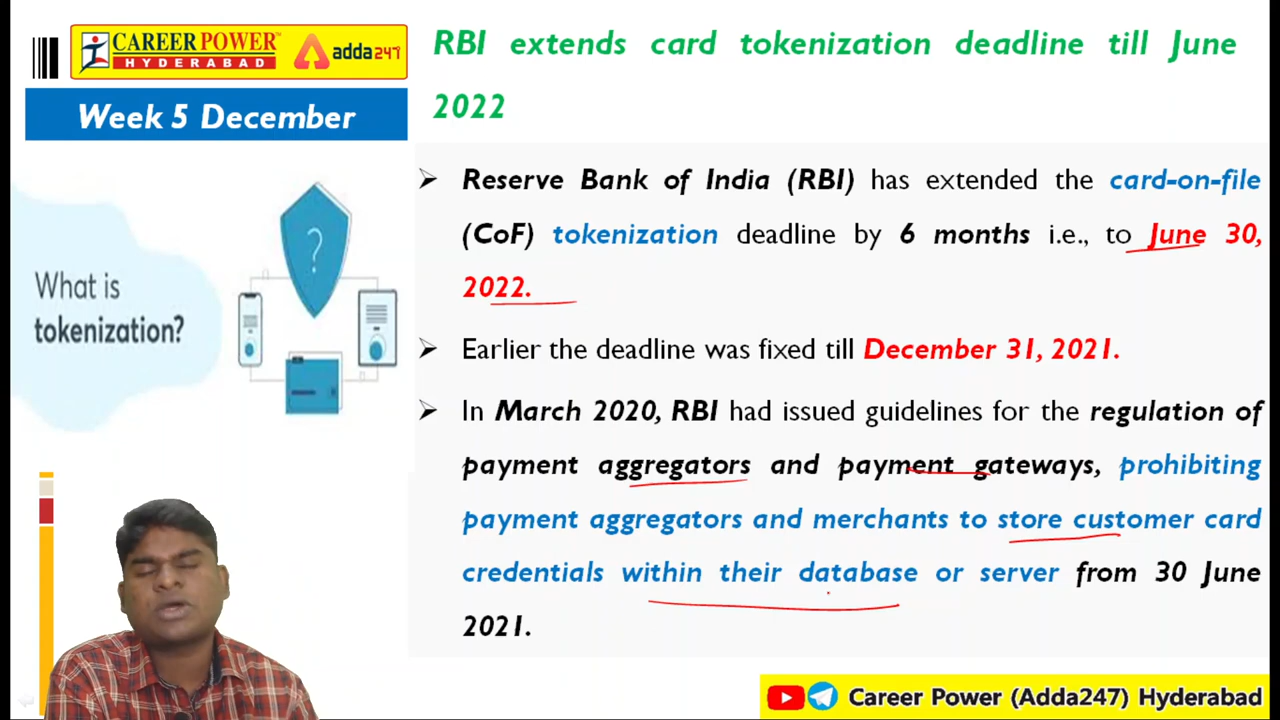 CAREER POWER
HYDERABAD
adda247
Week 5 December
RBI extends card tokenization deadline till June
2022
What is
tokenization?
?
➢ Reserve Bank of India (RBI) has extended the card-on-file
(CoF) tokenization deadline by 6 months i.e., to June 30,
2022.
➢ Earlier the deadline was fixed till December 31, 2021.
➢ In March 2020, RBI had issued guidelines for the regulation of
payment aggregators and payment gateways, prohibiting
payment aggregators and merchants to store customer card
credentials within their database or server from 30 June
2021.
Career Power (Adda247) Hyderabad